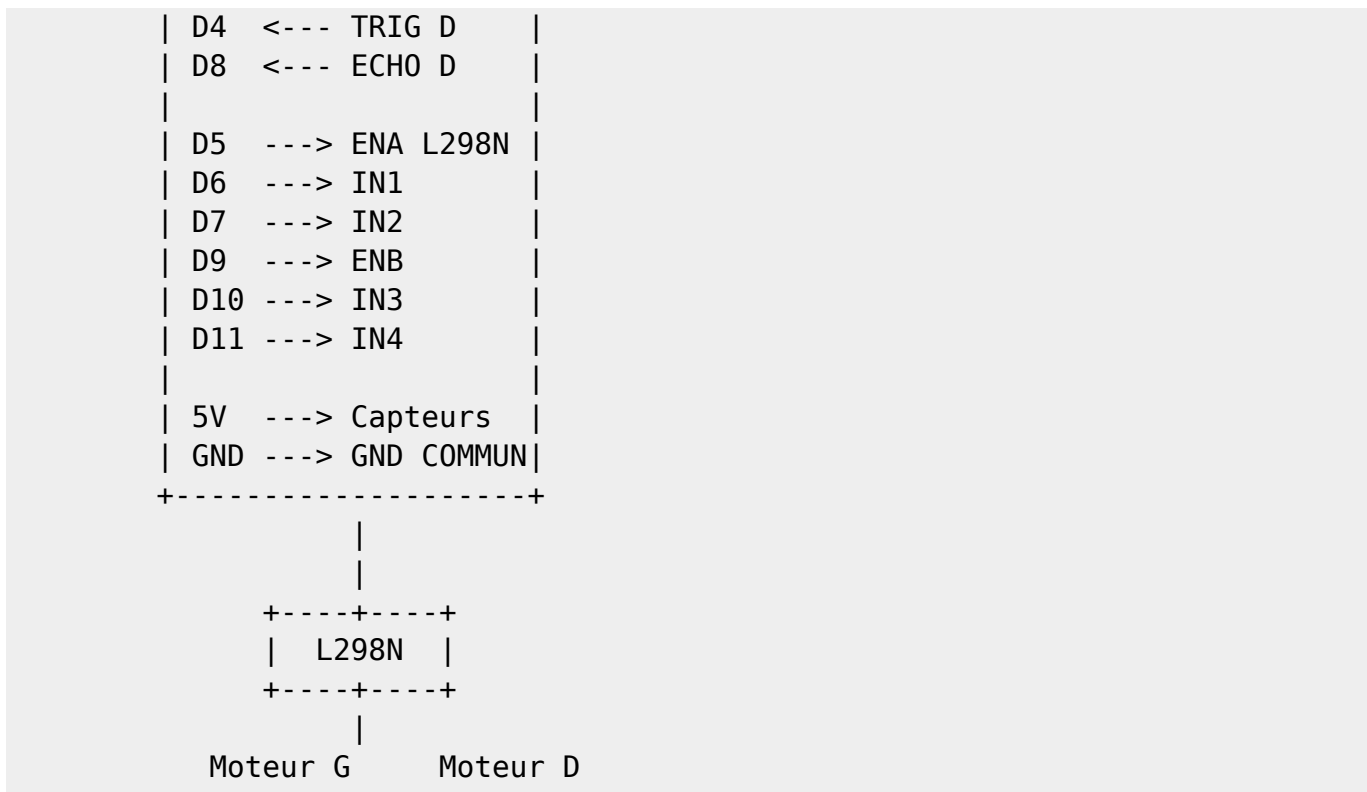 | D4  <--- TRIG D    |
| D8  <--- ECHO D    |
|                    |
| D5  ---> ENA L298N |
| D6  ---> IN1       |
| D7  ---> IN2       |
| D9  ---> ENB       |
| D10 ---> IN3       |
| D11 ---> IN4       |
|                    |
| 5V  ---> Capteurs  |
| GND ---> GND COMMUN|
+--------------------+
|
|
+----+----+
|  L298N  |
+----+----+
|
Moteur G     Moteur D